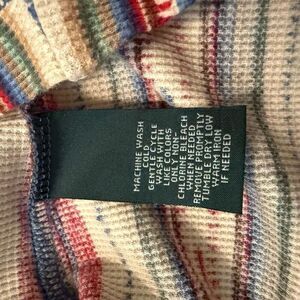 MACHINE WASH
COLD
GENTLE CYCLE
WASH WITH
LIKE COLORS
ONLY NON-
CHLORINE BLEACH
WHEN NEEDED
REMOVE PROMPTLY
TUMBLE DRY LOW
WARM IRON
IF NEEDED